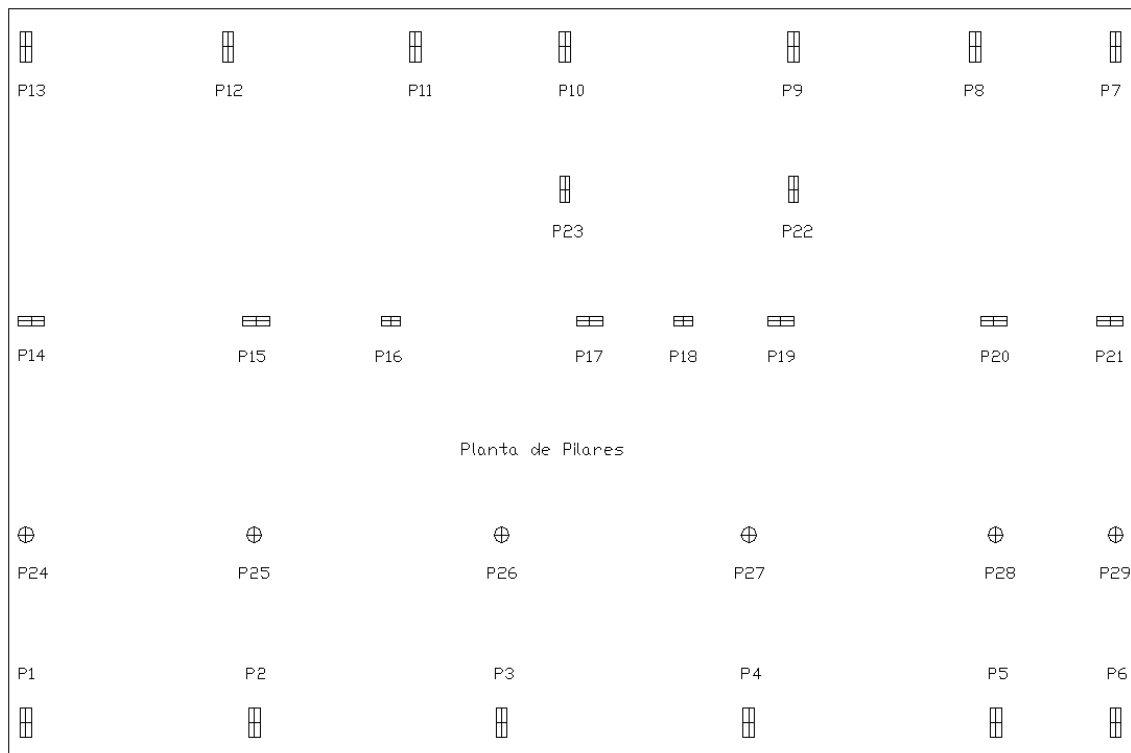 P13 P12 P11 P10 P9 P8 P7
P23 P22
P14 P15 P16 P17 P18 P19 P20 P21
Planta de Pilares
P24 P25 P26 P27 P28 P29
P1 P2 P3 P4 P5 P6